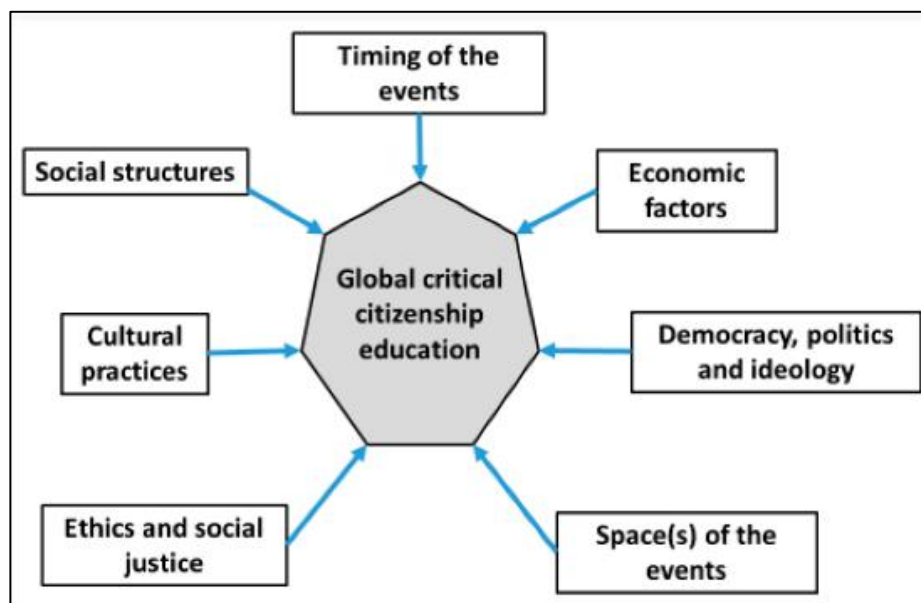 Timing of the
events
Social structures
Economic
factors
Global critical
citizenship
education
Cultural
practices
Democracy, politics
and ideology
Ethics and social
justice
Space(s) of the
events